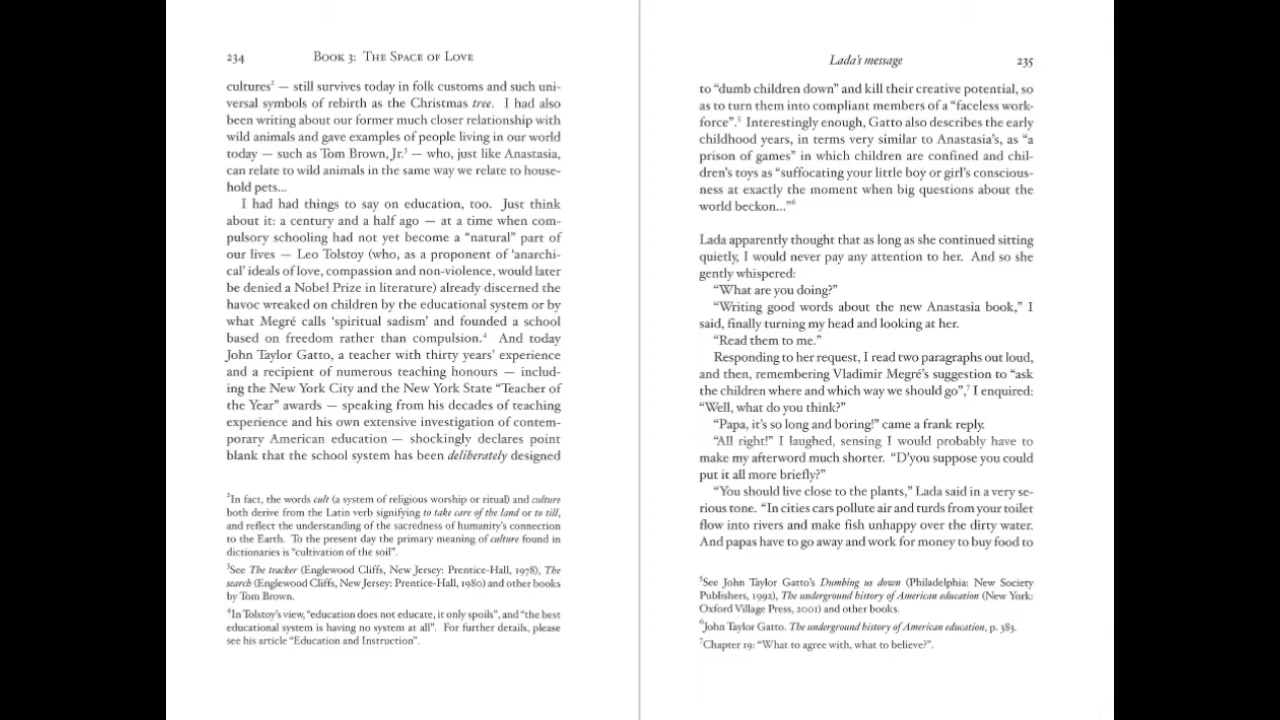 234 BOOK 3: THE SPACE OF LOVE
cultures² — still survives today in folk customs and such uni-
versal symbols of rebirth as the Christmas tree. I had also
been writing about our former much closer relationship with
wild animals and gave examples of people living in our world
today — such as Tom Brown, Jr.³ — who, just like Anastasia,
can relate to wild animals in the same way we relate to house-
hold pets...
I had had things to say on education, too. Just think
about it: a century and a half ago — at a time when com-
pulsory schooling had not yet become a “natural” part of
our lives — Leo Tolstoy (who, as a proponent of ‘anarchi-
cal’ ideals of love, compassion and non-violence, would later
be denied a Nobel Prize in literature) already discerned the
havoc wreaked on children by the educational system or by
what Megré calls ‘spiritual sadism’ and founded a school
based on freedom rather than compulsion.⁴ And today
John Taylor Gatto, a teacher with thirty years’ experience
and a recipient of numerous teaching honours — includ-
ing the New York City and the New York State “Teacher of
the Year” awards — speaking from his decades of teaching
experience and his own extensive investigation of contem-
porary American education — shockingly declares point
blank that the school system has been deliberately designed
²In fact, the words cult (a system of religious worship or ritual) and culture
both derive from the Latin verb signifying to take care of the land or to till,
and reflect the understanding of the sacredness of humanity’s connection
to the Earth. To the present day the primary meaning of culture found in
dictionaries is “cultivation of the soil”.
³See The tracker (Englewood Cliffs, New Jersey: Prentice-Hall, 1978), The
search (Englewood Cliffs, New Jersey: Prentice-Hall, 1980) and other books
by Tom Brown.
⁴In Tolstoy’s view, “education does not educate, it only spoils”, and “the best
educational system is having no system at all”. For further details, please
see his article “Education and Instruction”.
Lada’s message 235
to “dumb children down” and kill their creative potential, so
as to turn them into compliant members of a “faceless work-
force”.⁵ Interestingly enough, Gatto also describes the early
childhood years, in terms very similar to Anastasia’s, as “a
prison of games” in which children are confined and chil-
dren’s toys as “suffocating your little boy or girl’s conscious-
ness at exactly the moment when big questions about the
world beckon...”⁶
Lada apparently thought that as long as she continued sitting
quietly, I would never pay any attention to her. And so she
gently whispered:
“What are you doing?”
“Writing good words about the new Anastasia book,” I
said, finally turning my head and looking at her.
“Read them to me.”
Responding to her request, I read two paragraphs out loud,
and then, remembering Vladimir Megré’s suggestion to “ask
the children where and which way we should go”,⁷ I enquired:
“Well, what do you think?”
“Papa, it’s so long and boring!” came a frank reply.
“All right!” I laughed, sensing I would probably have to
make my afterword much shorter. “D’you suppose you could
put it all more briefly?”
“You should live close to the plants,” Lada said in a very se-
rious tone. “In cities cars pollute air and turds from your toilet
flow into rivers and make fish unhappy over the dirty water.
And papas have to go away and work for money to buy food to
⁵See John Taylor Gatto’s Dumbing us down (Philadelphia: New Society
Publishers, 1992), The underground history of American education (New York:
Oxford Village Press, 2001) and other books.
⁶John Taylor Gatto. The underground history of American education, p. 383.
⁷Chapter 19: “What to agree with, what to believe?”.